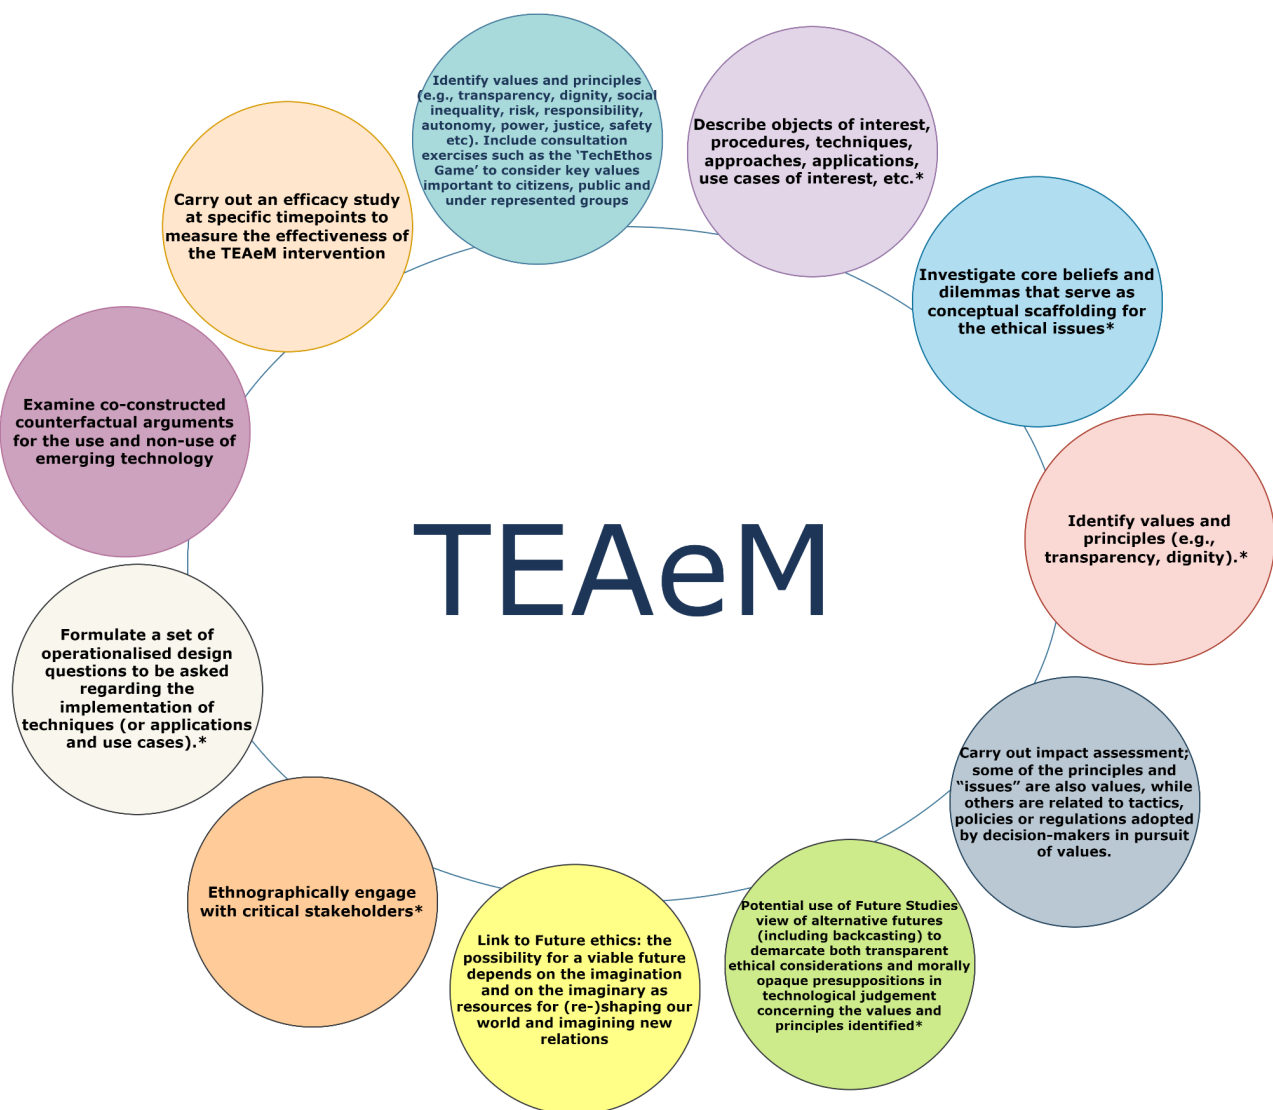 Identify values and principles
(e.g., transparency, dignity, social
inequality, risk, responsibility,
autonomy, power, justice, safety
etc). Include consultation
exercises such as the ‘TechEthos
Game’ to consider key values
important to citizens, public and
under represented groups
Describe objects of interest,
procedures, techniques,
approaches, applications,
use cases of interest, etc.*
Investigate core beliefs and
dilemmas that serve as
conceptual scaffolding for
the ethical issues*
Identify values and
principles (e.g.,
transparency, dignity).*
Carry out impact assessment;
some of the principles and
“issues” are also values, while
others are related to tactics,
policies or regulations adopted
by decision-makers in pursuit
of values.
Potential use of Future Studies
view of alternative futures
(including backcasting) to
demarcate both transparent
ethical considerations and morally
opaque presuppositions in
technological judgement
concerning the values and
principles identified*
Link to Future ethics: the
possibility for a viable future
depends on the imagination
and on the imaginary as
resources for (re-)shaping our
world and imagining new
relations
Ethnographically engage
with critical stakeholders*
Formulate a set of
operationalised design
questions to be asked
regarding the
implementation of
techniques (or applications
and use cases).*
Examine co-constructed
counterfactual arguments
for the use and non-use of
emerging technology
Carry out an efficacy study
at specific timepoints to
measure the effectiveness of
the TEAeM intervention
TEAeM